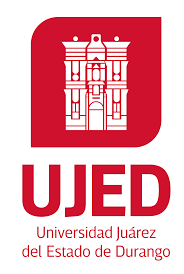 UJED
Universidad Juárez
del Estado de Durango